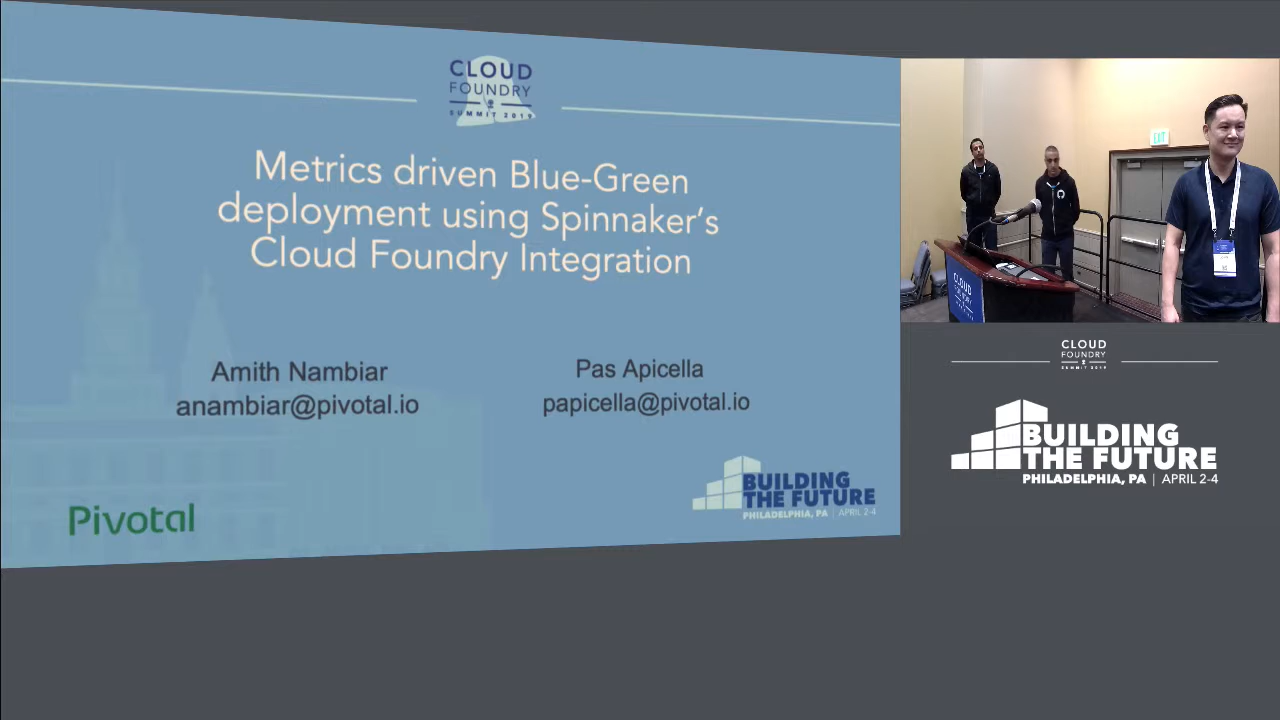 CLOUD
FOUNDRY
SUMMIT 2019
Metrics driven Blue-Green
deployment using Spinnaker's
Cloud Foundry Integration
Amith Nambiar
anambiar@pivotal.io
Pas Apicella
papicella@pivotal.io
Pivotal
BUILDING
THE FUTURE
PHILADELPHIA, PA | APRIL 2-4
CLOUD
FOUNDRY
CLOUD
FOUNDRY
SUMMIT 2019
BUILDING
THE FUTURE
PHILADELPHIA, PA | APRIL 2-4